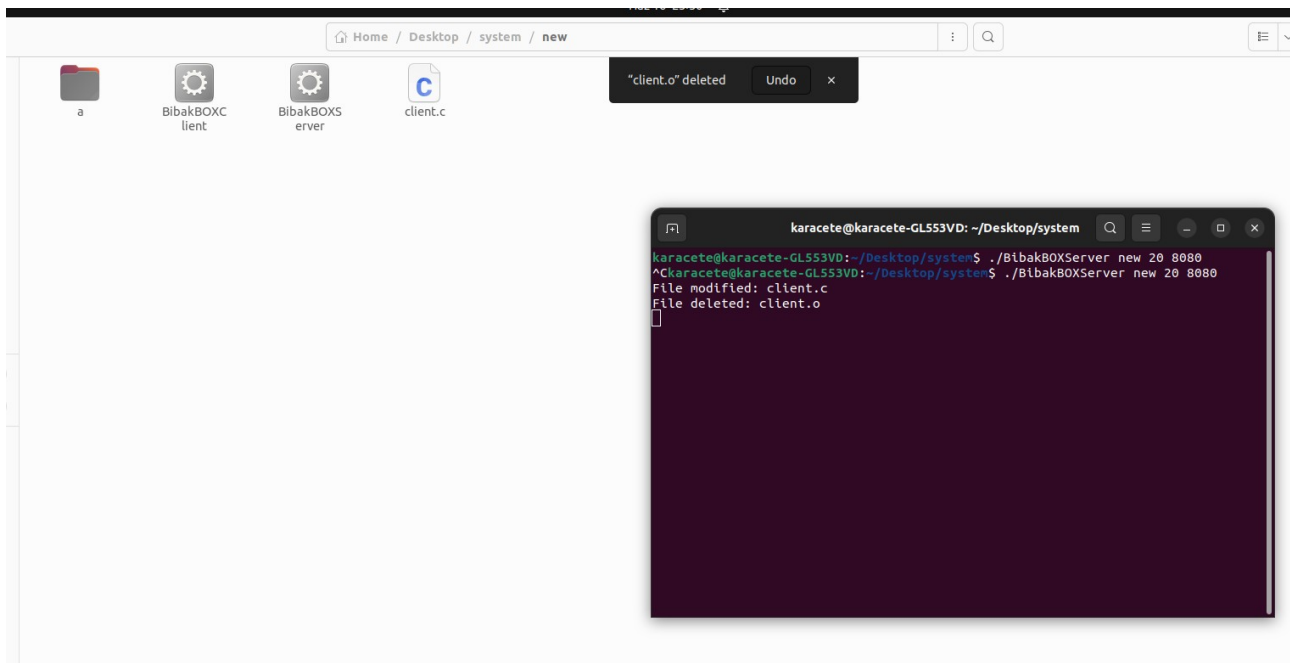 Home / Desktop / system / new
"client.o" deleted Undo ×
a
BibakBOXC
lient
BibakBOXS
erver
C
client.c
karacete@karacete-GL553VD: ~/Desktop/system
karacete@karacete-GL553VD:~/Desktop/system$ ./BibakBOXServer new 20 8080
^Ckaracete@karacete-GL553VD:~/Desktop/system$ ./BibakBOXServer new 20 8080
File modified: client.c
File deleted: client.o